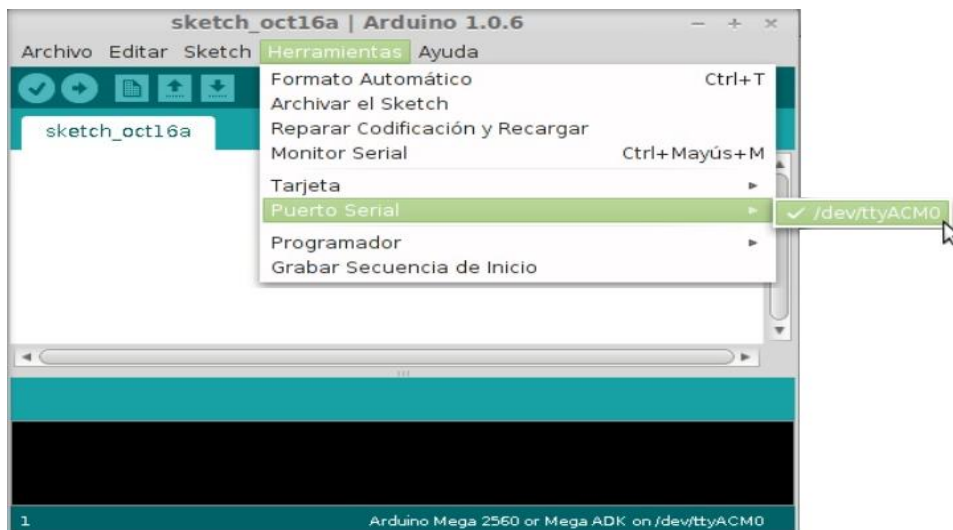 sketch_oct16a | Arduino 1.0.6
Archivo Editar Sketch Herramientas Ayuda
Formato Automático Ctrl+T
Archivar el Sketch
sketch_oct16a
Reparar Codificación y Recargar
Monitor Serial Ctrl+Mayús+M
Tarjeta
Puerto Serial
/dev/ttyACM0
Programador
Grabar Secuencia de Inicio
1 Arduino Mega 2560 or Mega ADK on /dev/ttyACM0